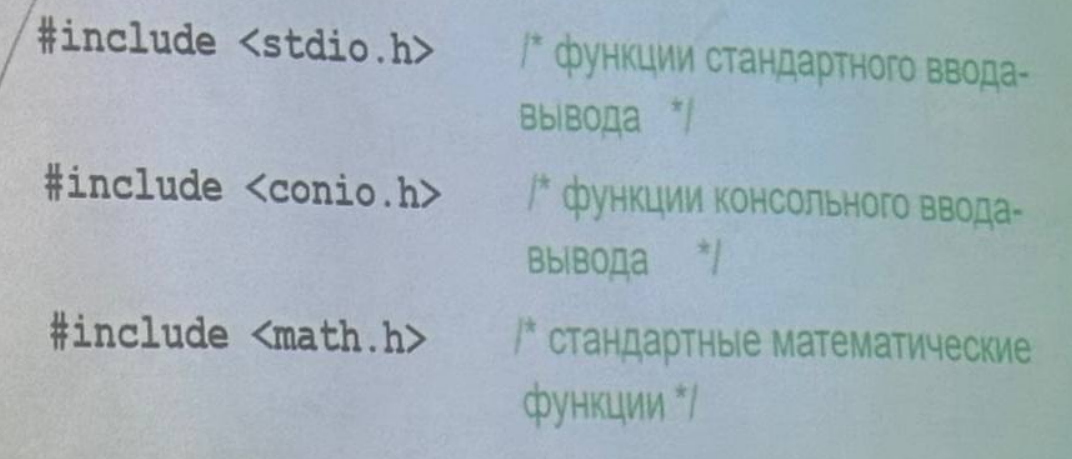 #include <stdio.h> /* функции стандартного ввода-
вывода */
#include <conio.h> /* функции консольного ввода-
вывода */
#include <math.h> /* стандартные математические
функции */